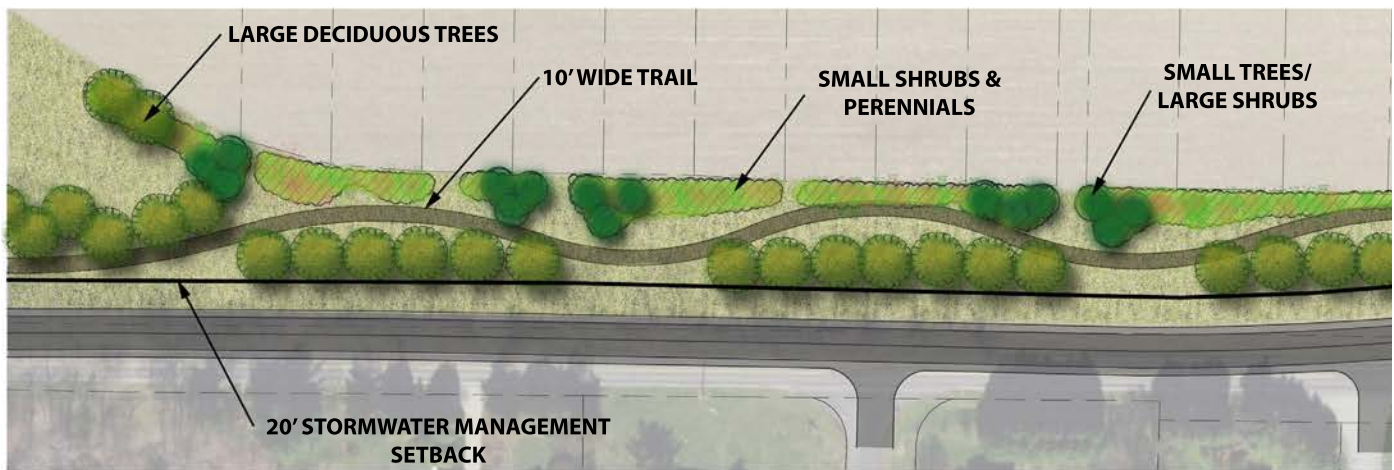 LARGE DECIDUOUS TREES
10’ WIDE TRAIL
SMALL SHRUBS &
PERENNIALS
SMALL TREES/
LARGE SHRUBS
20’ STORMWATER MANAGEMENT
SETBACK